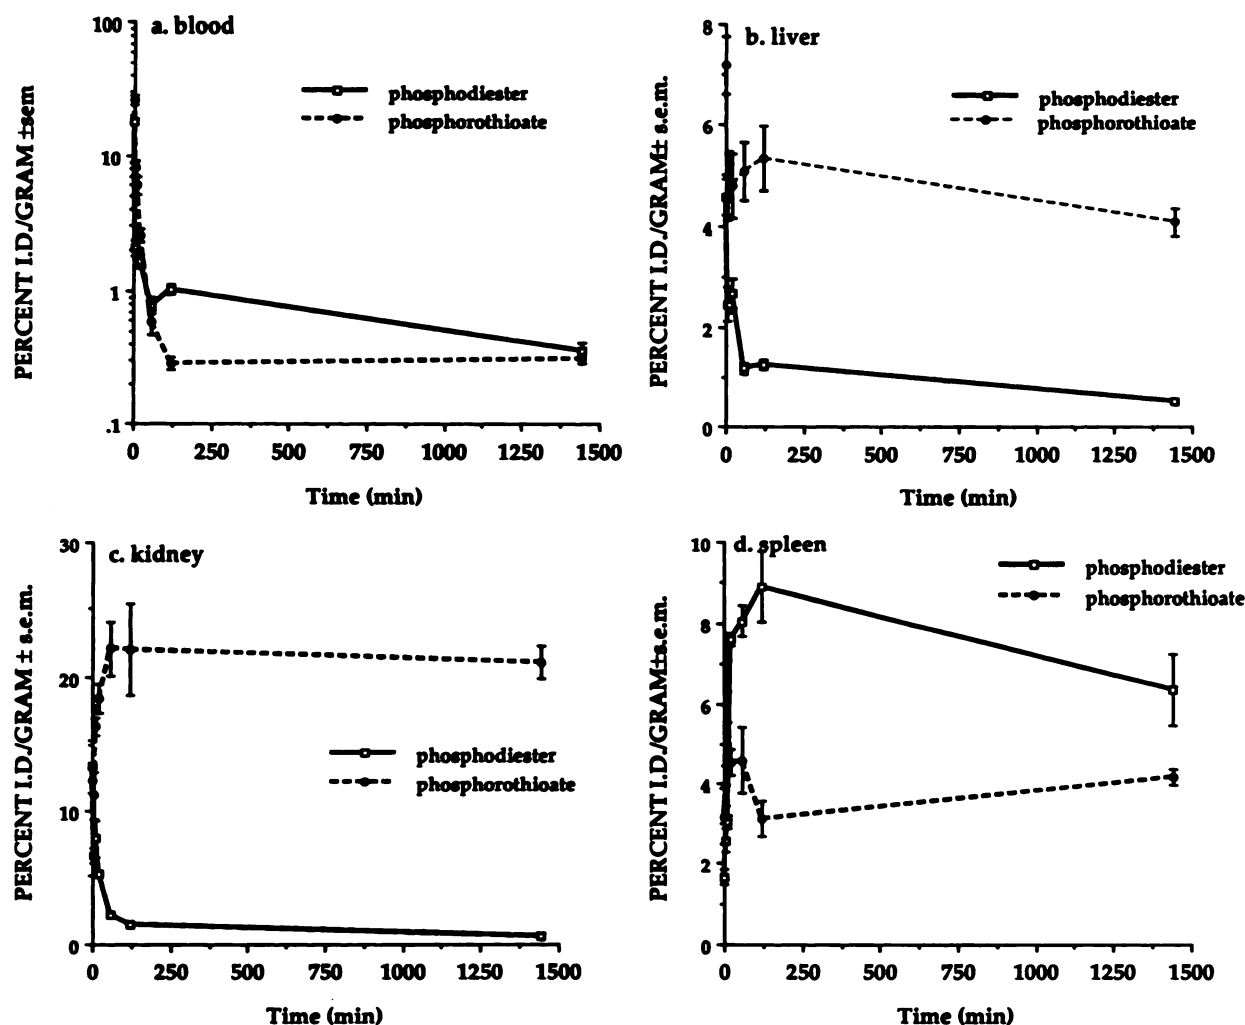 a. blood
PERCENT I.D./GRAM ±sem
100
10
1
.1
phosphodiester
phosphorothioate
0 250 500 750 1000 1250 1500
Time (min)
b. liver
PERCENT I.D./GRAM± s.e.m.
8
6
4
2
0
phosphodiester
phosphorothioate
0 250 500 750 1000 1250 1500
Time (min)
c. kidney
PERCENT I.D./GRAM ± s.e.m.
30
20
10
0
phosphodiester
phosphorothioate
0 250 500 750 1000 1250 1500
Time (min)
d. spleen
PERCENT I.D./GRAM±s.e.m.
10
8
6
4
2
0
phosphodiester
phosphorothioate
0 250 500 750 1000 1250 1500
Time (min)